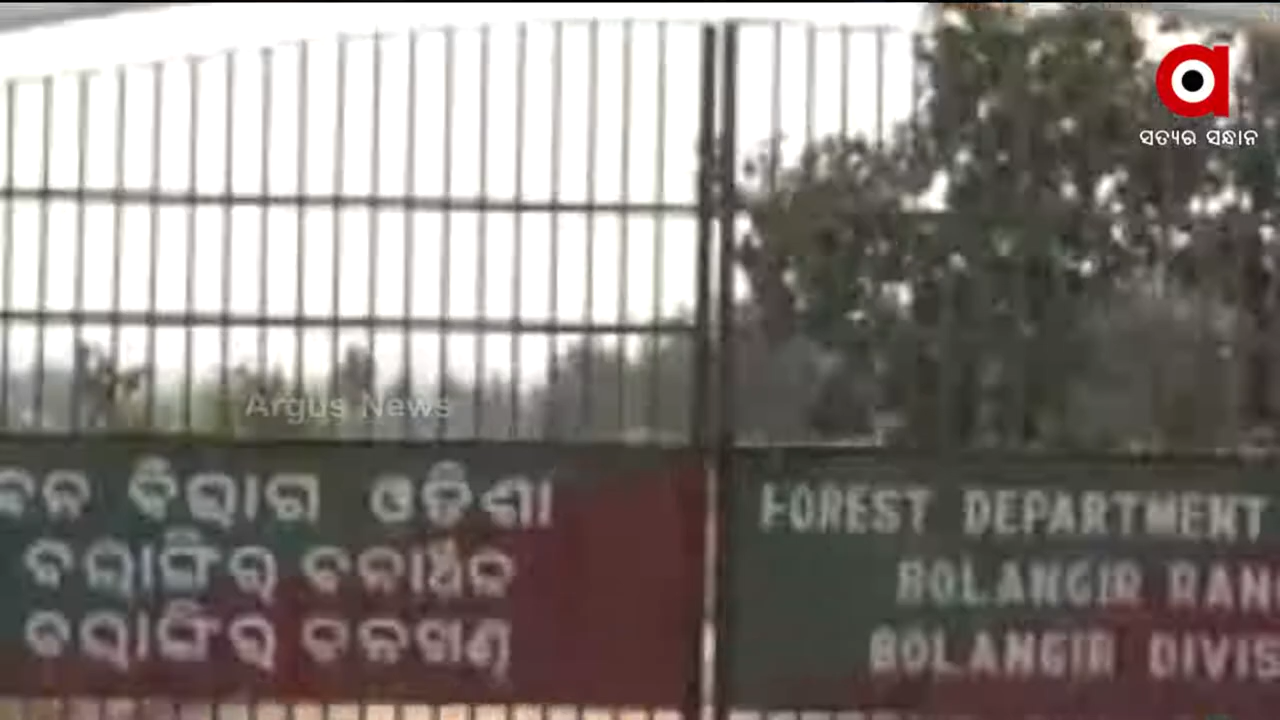 ସତ୍ୟର ସନ୍ଧାନ
Argus News
ବନ ବିଭାଗ ଓଡିଶା
ବଲାଙ୍ଗିର ବନାଞ୍ଚଳ
ବଲାଙ୍ଗିର ବନଖଣ୍ଡ
FOREST DEPARTMENT
BOLANGIR
BOLANGIR